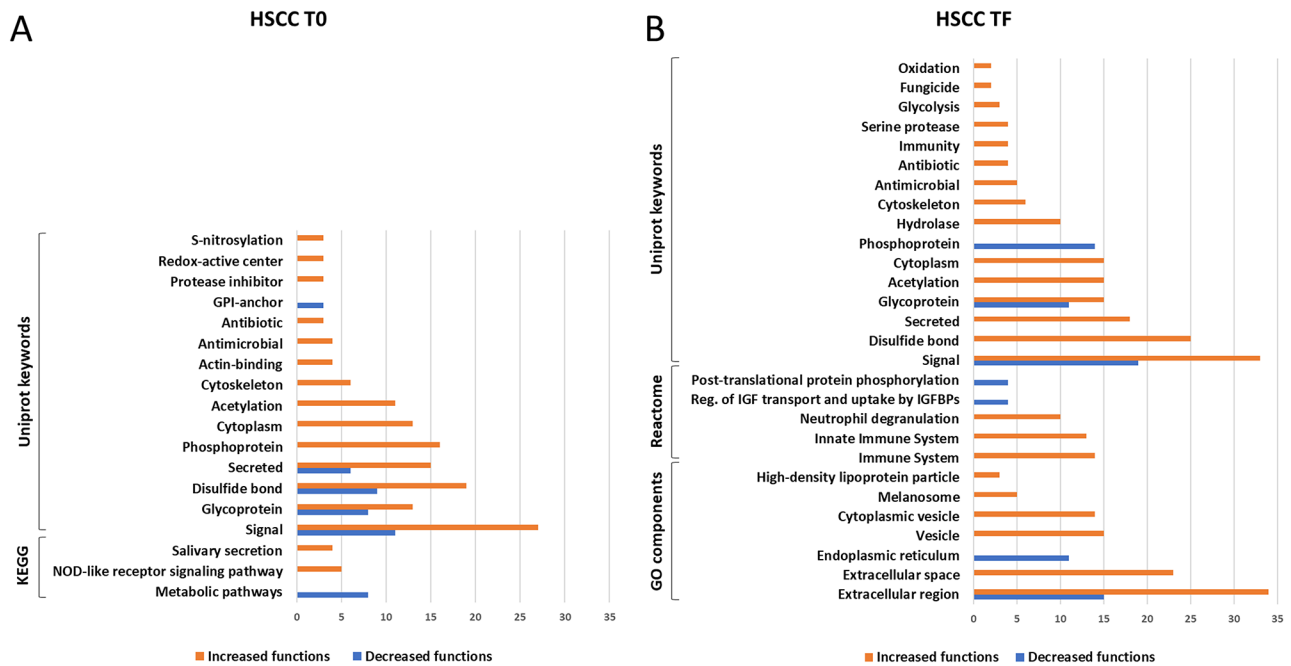 A
HSCC T0
Uniprot keywords
S-nitrosylation
Redox-active center
Protease inhibitor
GPI-anchor
Antibiotic
Antimicrobial
Actin-binding
Cytoskeleton
Acetylation
Cytoplasm
Phosphoprotein
Secreted
Disulfide bond
Glycoprotein
Signal
KEGG
Salivary secretion
NOD-like receptor signaling pathway
Metabolic pathways
0 5 10 15 20 25 30 35
Increased functions Decreased functions
B
HSCC TF
Uniprot keywords
Oxidation
Fungicide
Glycolysis
Serine protease
Immunity
Antibiotic
Antimicrobial
Cytoskeleton
Hydrolase
Phosphoprotein
Cytoplasm
Acetylation
Glycoprotein
Secreted
Disulfide bond
Signal
Reactome
Post-translational protein phosphorylation
Reg. of IGF transport and uptake by IGFBPs
Neutrophil degranulation
Innate Immune System
Immune System
GO components
High-density lipoprotein particle
Melanosome
Cytoplasmic vesicle
Vesicle
Endoplasmic reticulum
Extracellular space
Extracellular region
0 5 10 15 20 25 30 35
Increased functions Decreased functions